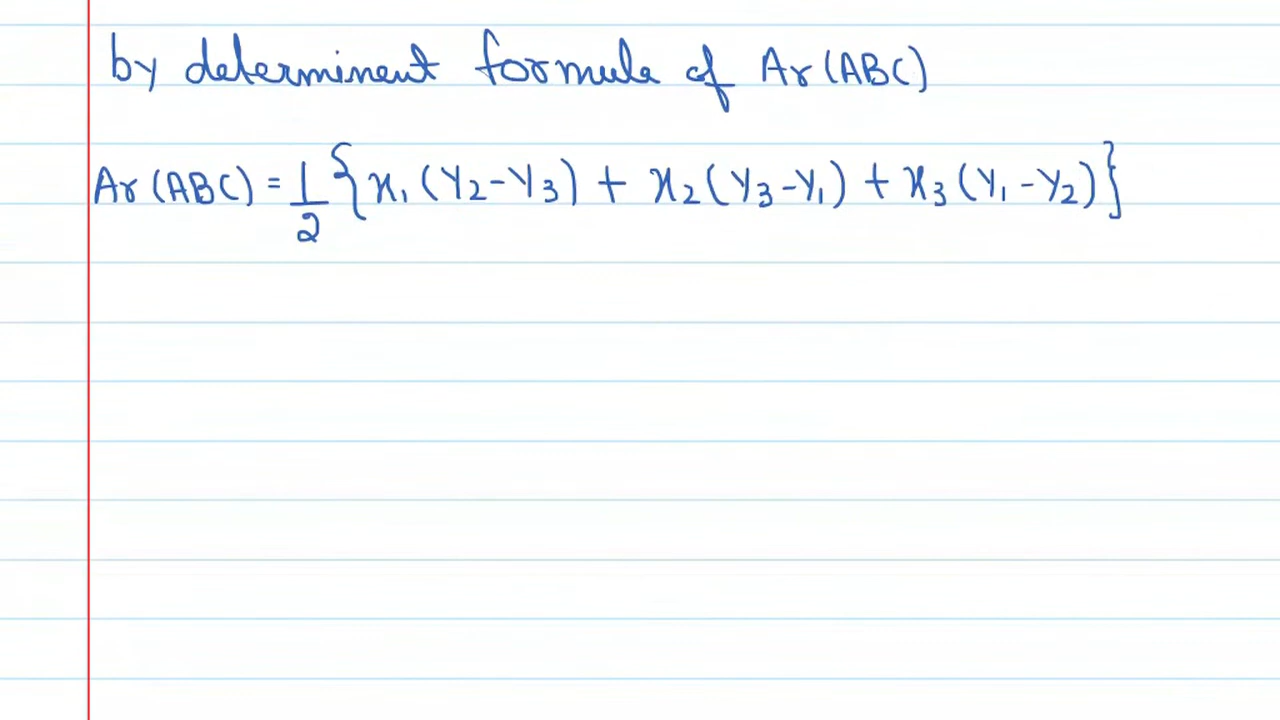 by determinent formula of Ar(ABC)
Ar(ABC) = 1/2 {x₁(Y₂-Y₃) + x₂(Y₃-Y₁) + x₃(Y₁-Y₂)}